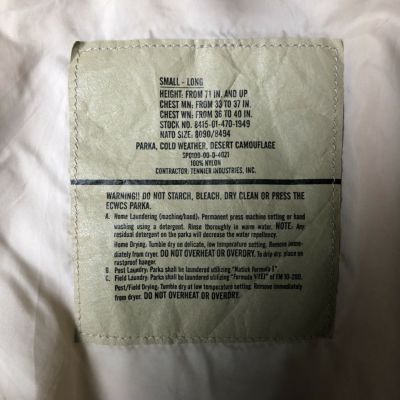 SMALL - LONG
HEIGHT: FROM 71 IN. AND UP
CHEST MN: FROM 33 TO 37 IN.
CHEST WN: FROM 36 TO 40 IN.
STOCK NO. 8415-01-470-1949
NATO SIZE: 8090/8494
PARKA, COLD WEATHER, DESERT CAMOUFLAGE
SPO100-00-D-4021
100% NYLON
CONTRACTOR: TENNIER INDUSTRIES, INC.
WARNING!! DO NOT STARCH, BLEACH, DRY CLEAN OR PRESS THE
ECWCS PARKA.
A. Home Laundering (machine/hand): Permanent press machine setting or hand
washing using a detergent. Rinse thoroughly in warm water. NOTE: Any
residual detergent on the parka will decrease the water repellency.
Home Drying: Tumble dry on delicate, low temperature setting. Remove imme-
diately from dryer. DO NOT OVERHEAT OR OVERDRY. To drip dry, place on
rustproof hanger.
B. Post Laundry: Parka shall be laundered utilizing "Natick Formula 1"
C. Field Laundry: Parka shall be laundered utilizing "Formula of FM 10-280.
Post/Field Drying: Tumble dry at low temperature setting. Remove immediately
from dryer. DO NOT OVERHEAT OR OVERDRY.